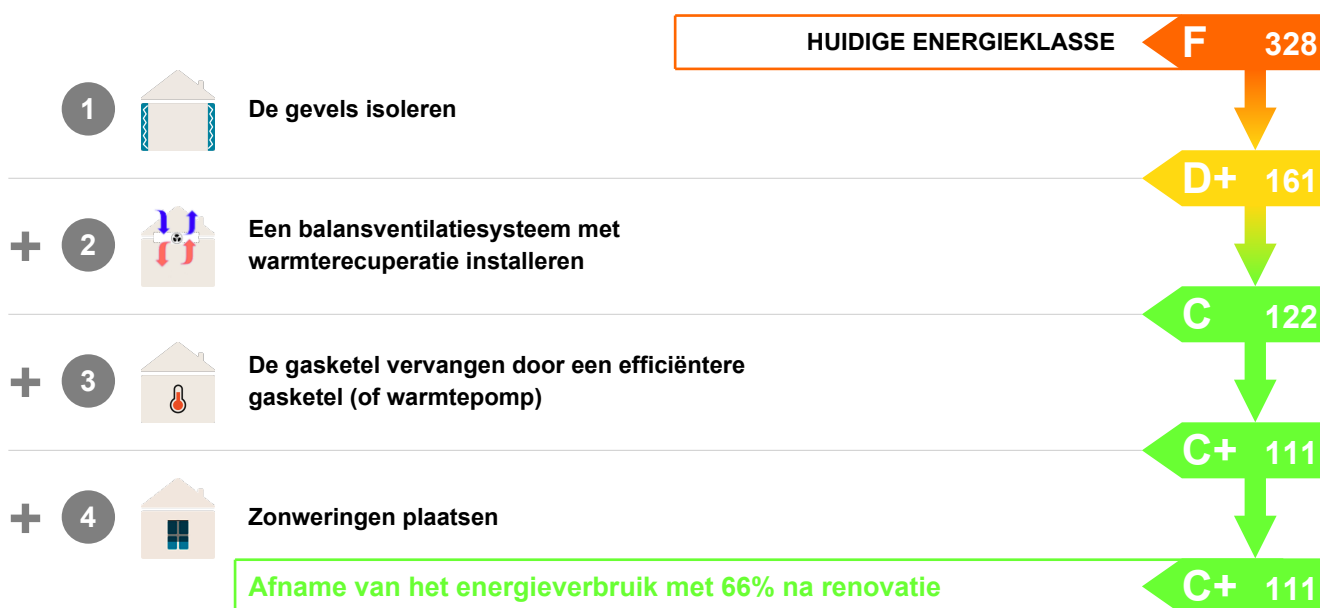 HUIDIGE ENERGIEKLASSE F 328
1 De gevels isoleren
D+ 161
+ 2 Een balansventilatiesysteem met
warmterecuperatie installeren
C 122
+ 3 De gasketel vervangen door een efficiëntere
gasketel (of warmtepomp)
C+ 111
+ 4 Zonweringen plaatsen
Afname van het energieverbruik met 66% na renovatie C+ 111